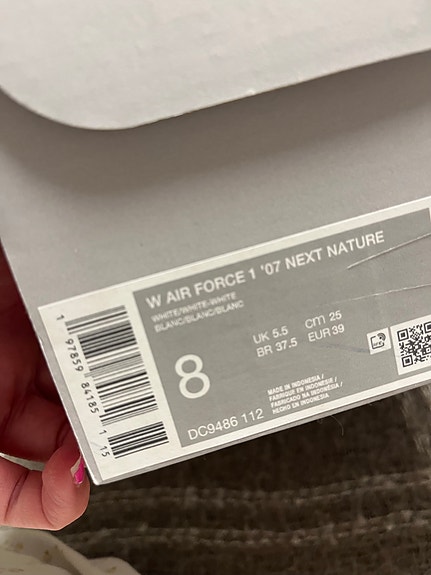 W AIR FORCE 1 '07 NEXT NATURE
WHITE/WHITE-WHITE
BLANC/BLANC/BLANC
8
UK 5.5 cm 25
BR 37.5 EUR 39
DC9486 112
MADE IN INDONESIA /
FABRIQUÉ EN INDONÉSIE /
FABRICADO NA INDONÉSIA /
HECHO EN INDONESIA
1 97859 84185 1 15